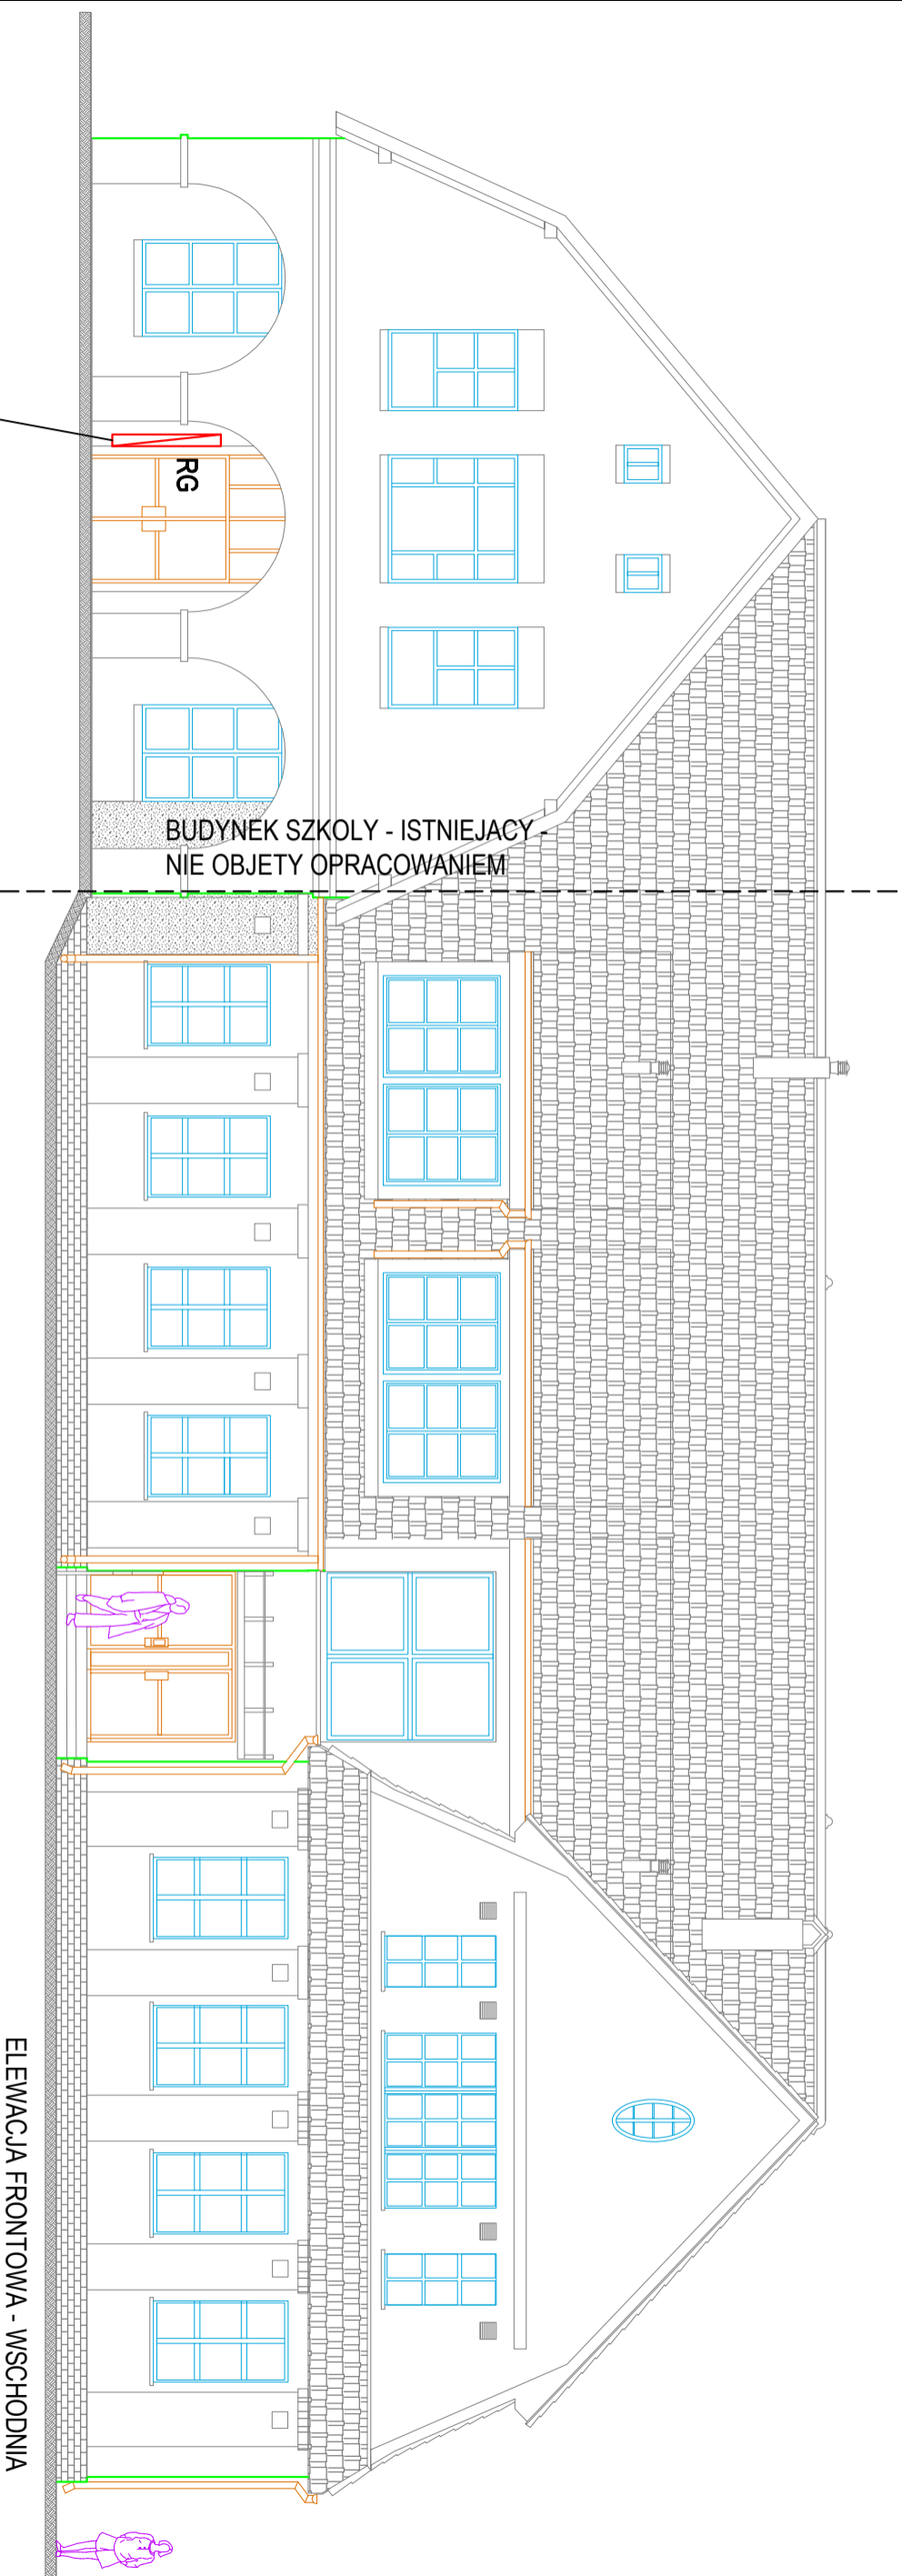 RG
BUDYNEK SZKOLY - ISTNIEJACY -
NIE OBJETY OPRACOWANIEM
ELEWACJA FRONTOWA - WSCHODNIA